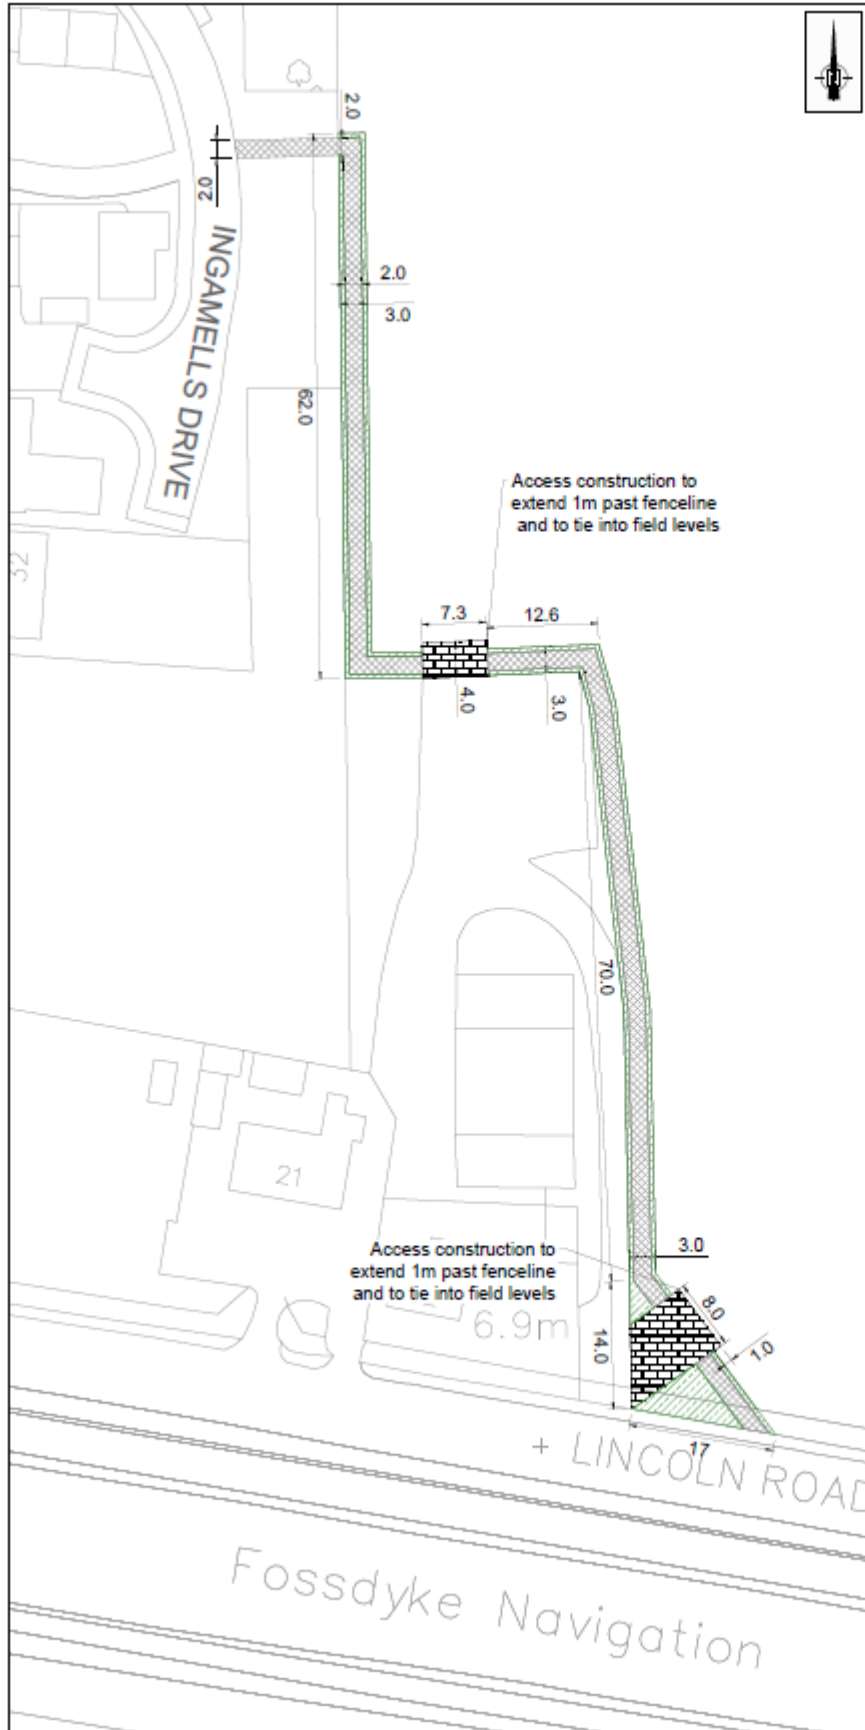 N
2.0
2.0
INGAMELLS DRIVE
2.0
3.0
62.0
Access construction to
extend 1m past fenceline
and to tie into field levels
32
7.3
12.6
4.0
3.0
70.0
21
Access construction to
extend 1m past fenceline
and to tie into field levels
3.0
8.0
6.9m
14.0
1.0
17
+ LINCOLN ROAD
Fossdyke Navigation